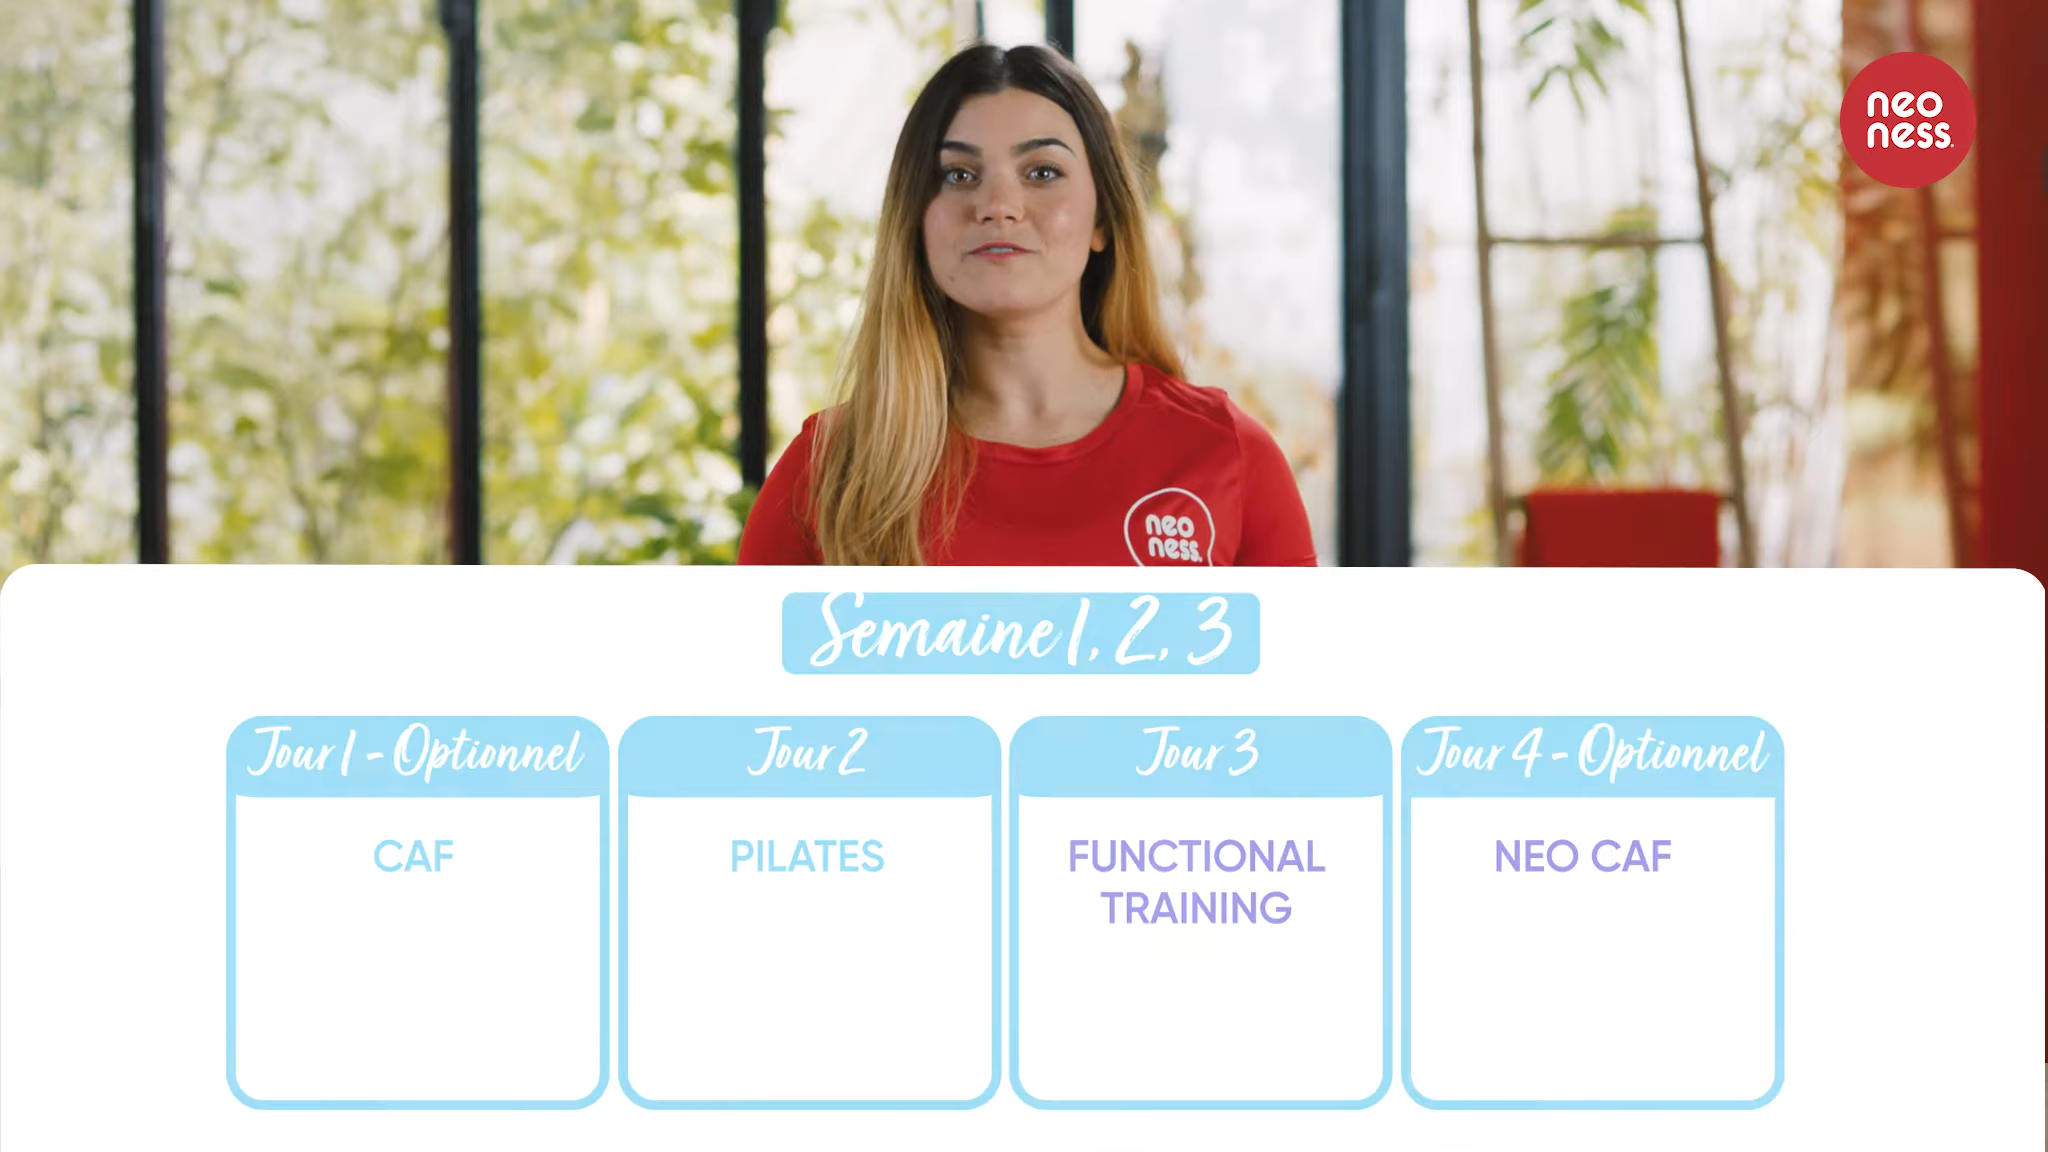 neo
ness
neo
ness
Semaine 1, 2, 3
Jour 1 - Optionnel
CAF
Jour 2
PILATES
Jour 3
FUNCTIONAL
TRAINING
Jour 4 - Optionnel
NEO CAF